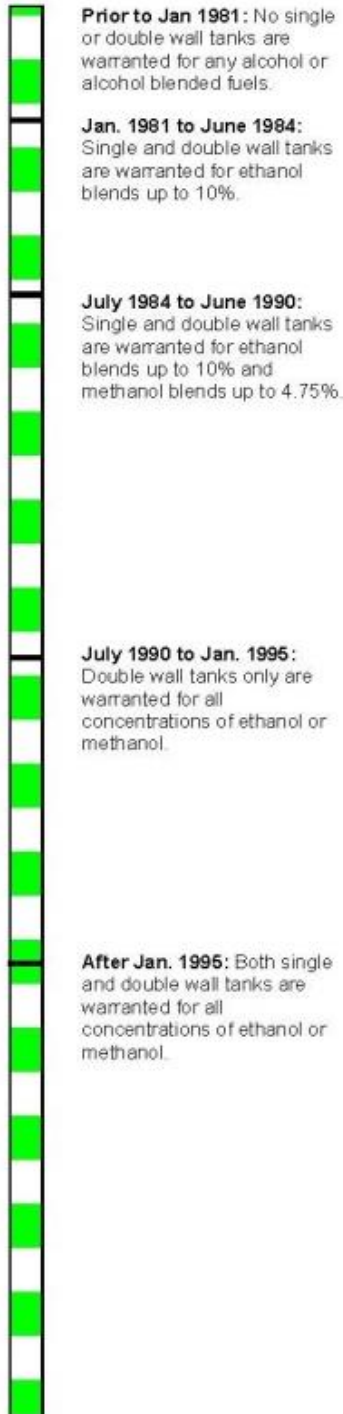 Prior to Jan 1981: No single
or double wall tanks are
warranted for any alcohol or
alcohol blended fuels.
Jan. 1981 to June 1984:
Single and double wall tanks
are warranted for ethanol
blends up to 10%.
July 1984 to June 1990:
Single and double wall tanks
are warranted for ethanol
blends up to 10% and
methanol blends up to 4.75%.
July 1990 to Jan. 1995:
Double wall tanks only are
warranted for all
concentrations of ethanol or
methanol.
After Jan. 1995: Both single
and double wall tanks are
warranted for all
concentrations of ethanol or
methanol.